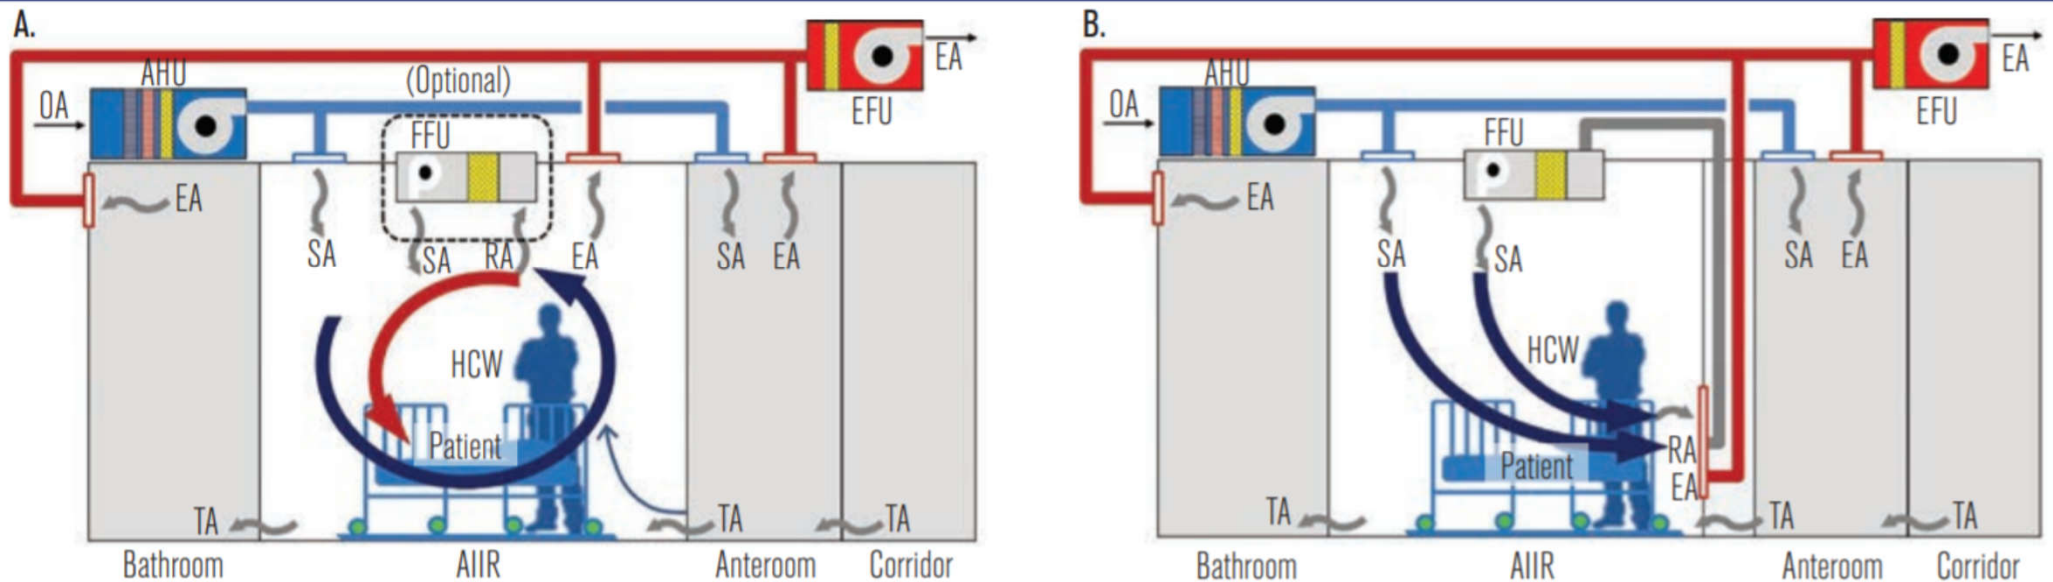 A.
AHU
(Optional)
EA
OA
FFU
EFU
EA
SA
SA
RA
EA
SA
EA
HCW
Patient
TA
TA
TA
Bathroom
AIIR
Anteroom
Corridor
B.
AHU
EA
OA
FFU
EFU
EA
SA
SA
SA
EA
HCW
RA
Patient
EA
TA
TA
TA
Bathroom
AIIR
Anteroom
Corridor